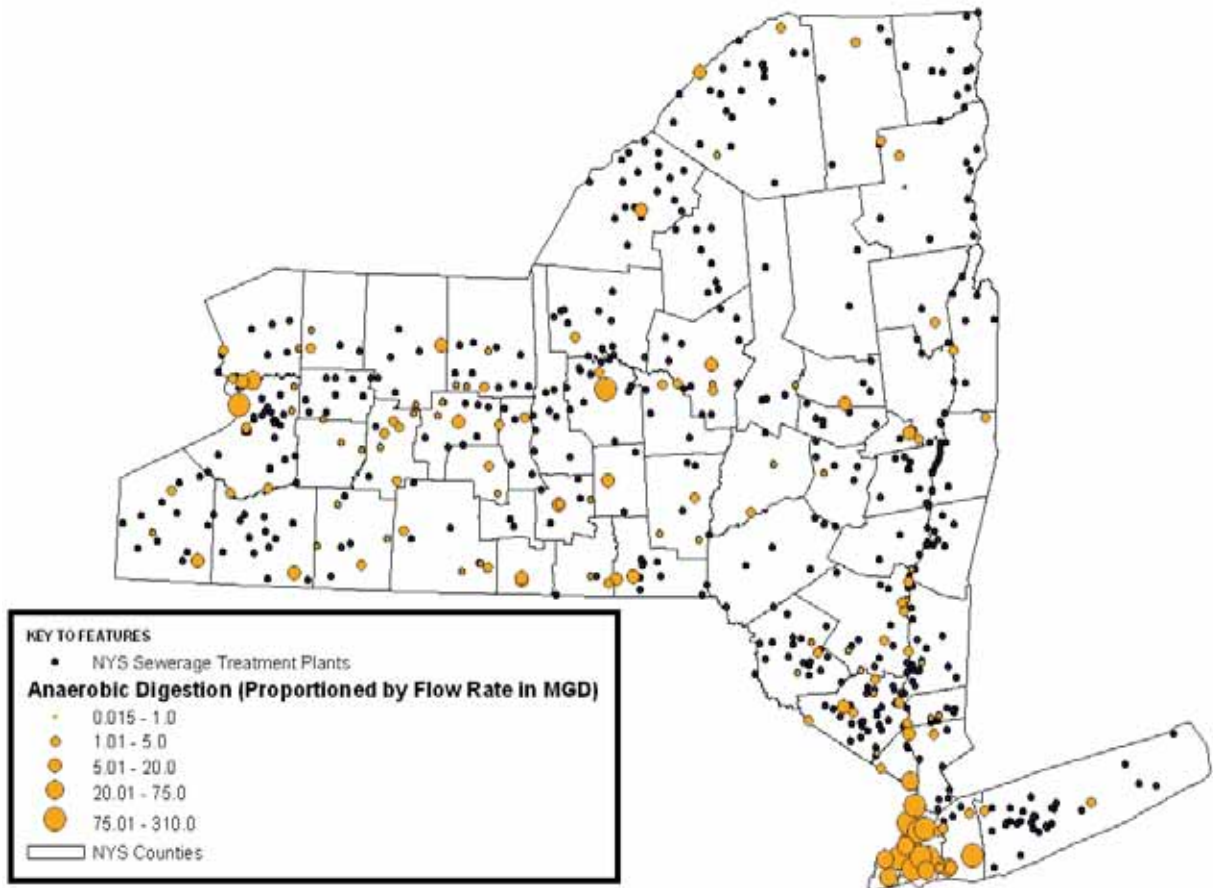 KEY TO FEATURES
NYS Sewerage Treatment Plants
Anaerobic Digestion (Proportioned by Flow Rate in MGD)
0.015 - 1.0
1.01 - 5.0
5.01 - 20.0
20.01 - 75.0
75.01 - 310.0
NYS Counties